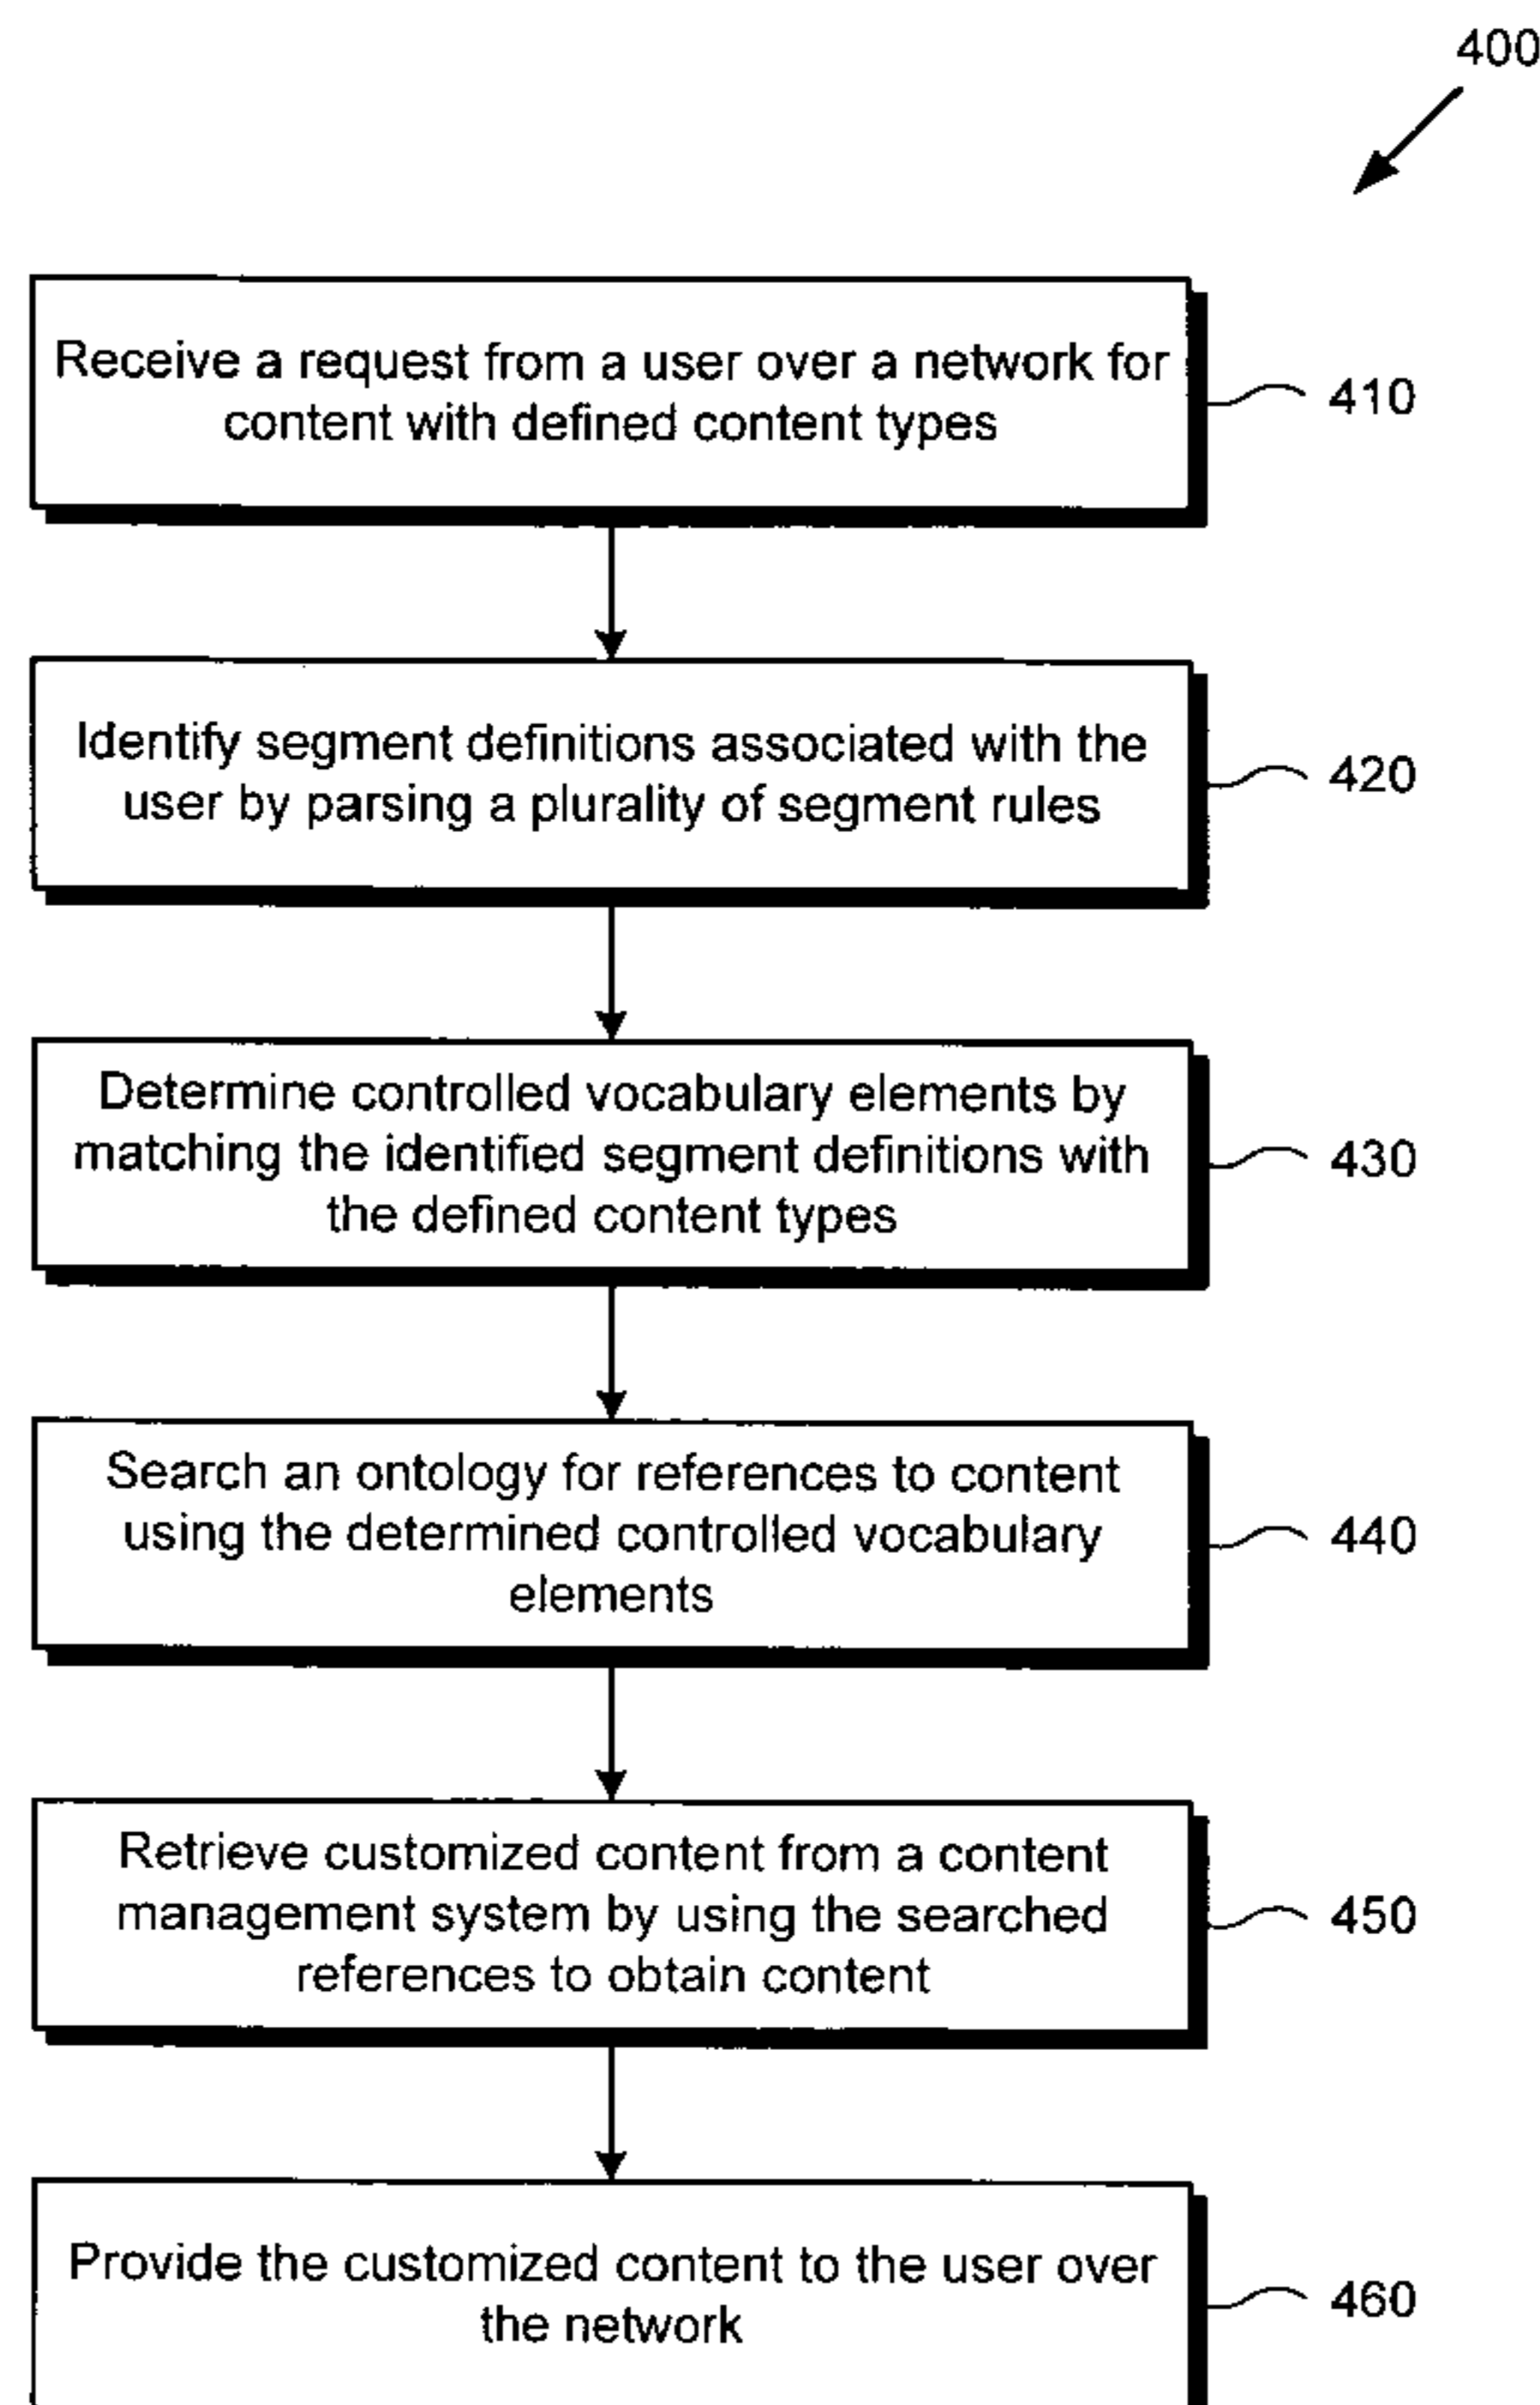 400
Receive a request from a user over a network for
content with defined content types
410
Identify segment definitions associated with the
user by parsing a plurality of segment rules
420
Determine controlled vocabulary elements by
matching the identified segment definitions with
the defined content types
430
Search an ontology for references to content
using the determined controlled vocabulary
elements
440
Retrieve customized content from a content
management system by using the searched
references to obtain content
450
Provide the customized content to the user over
the network
460